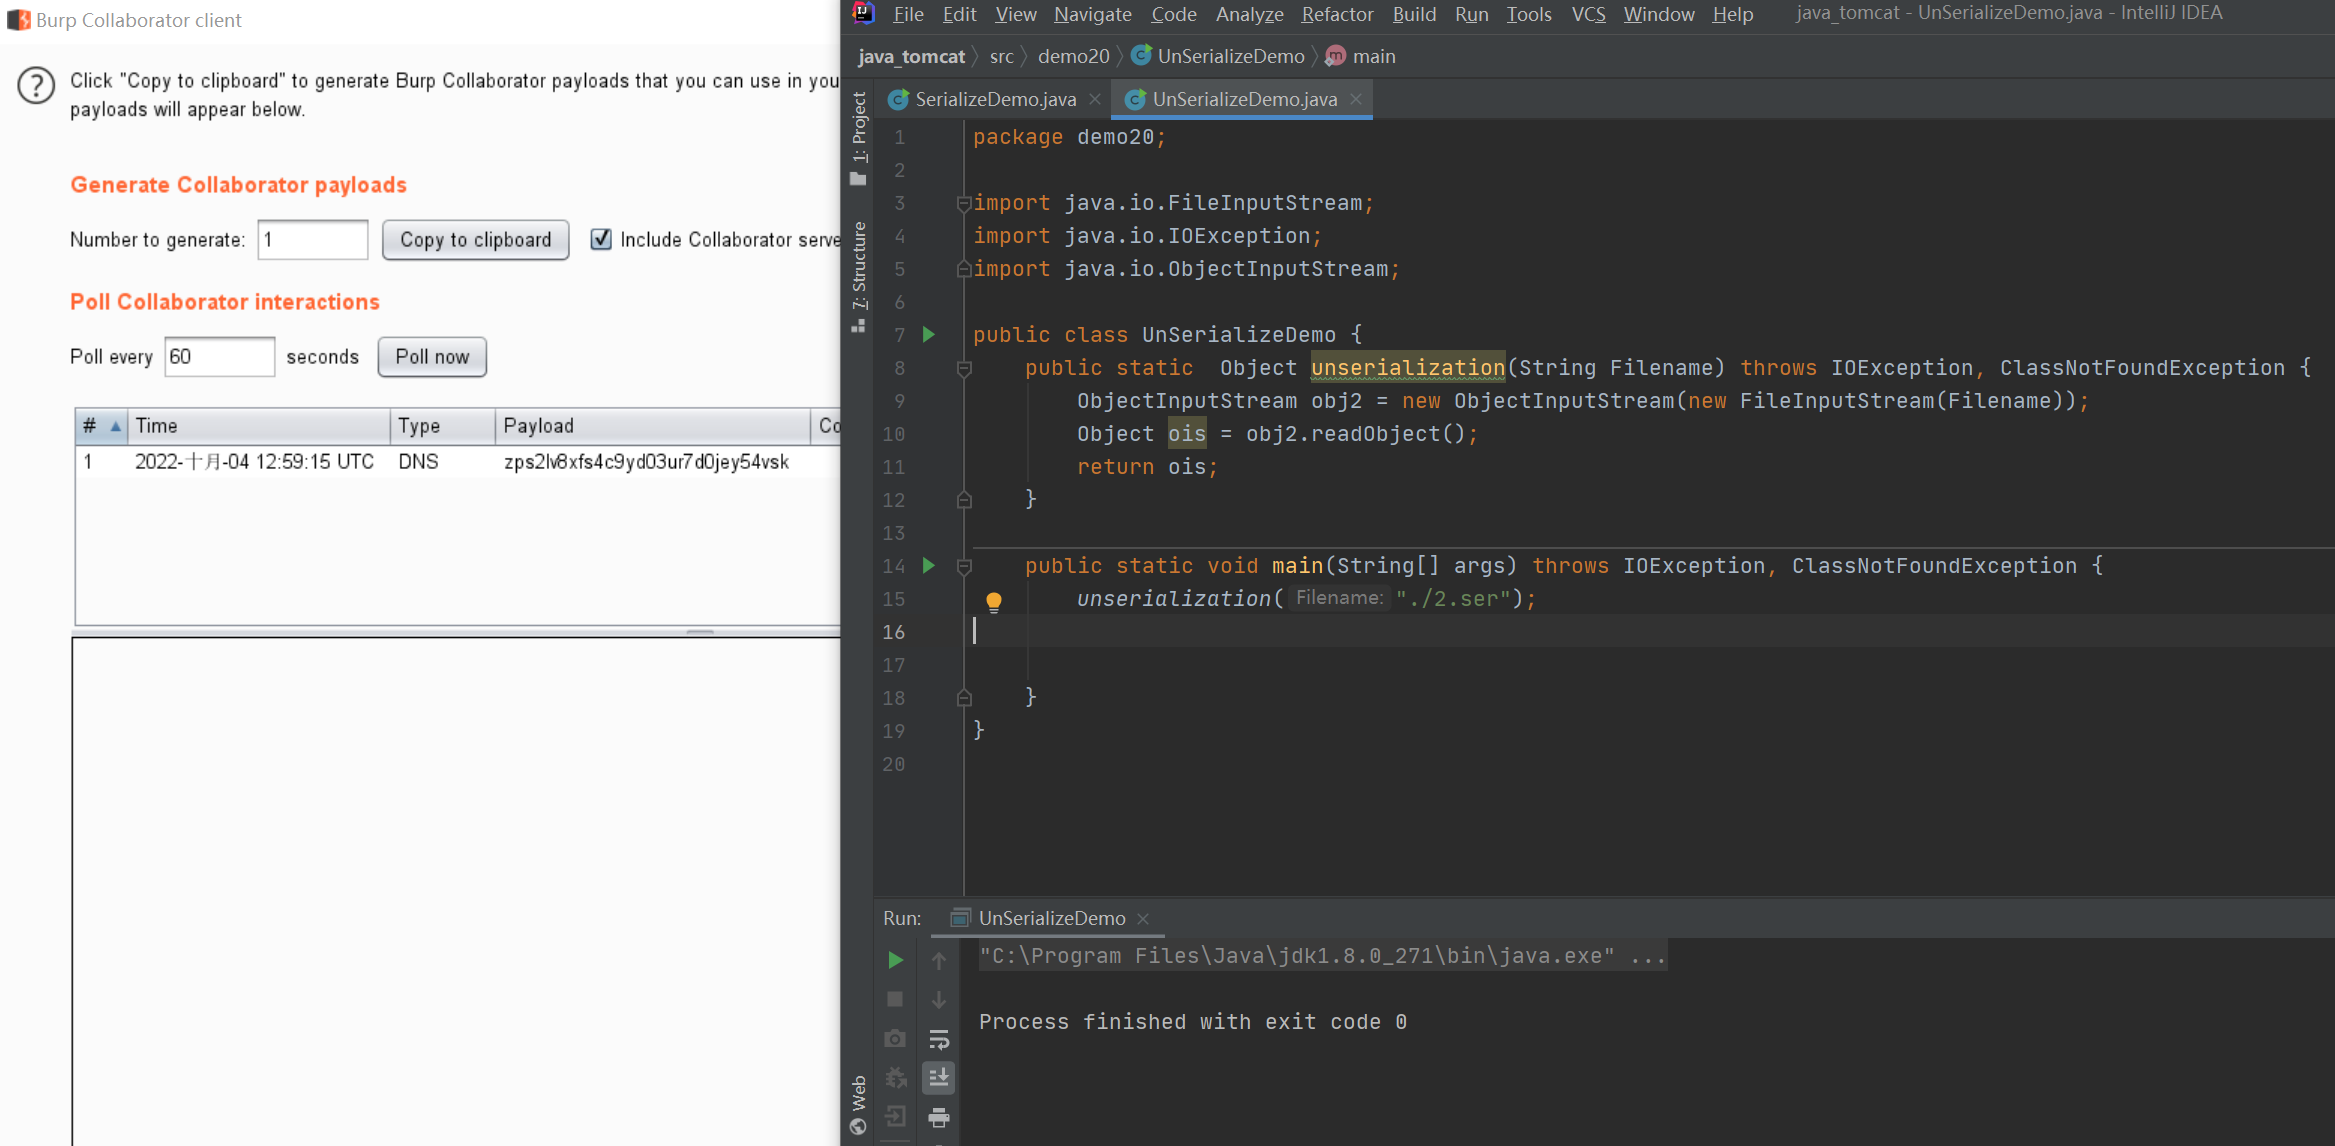 Burp Collaborator client
Click "Copy to clipboard" to generate Burp Collaborator payloads that you can use in you
payloads will appear below.
Generate Collaborator payloads
Number to generate: 1 Copy to clipboard Include Collaborator serve
Poll Collaborator interactions
Poll every 60 seconds Poll now
# Time Type Payload Co
1 2022-十月-04 12:59:15 UTC DNS zps2lv8xfs4c9yd03ur7d0jey54vsk
File Edit View Navigate Code Analyze Refactor Build Run Tools VCS Window Help java_tomcat - UnSerializeDemo.java - IntelliJ IDEA
java_tomcat src demo20 UnSerializeDemo main
SerializeDemo.java UnSerializeDemo.java
1: Project
7: Structure
Web
1 package demo20;
2
3 import java.io.FileInputStream;
4 import java.io.IOException;
5 import java.io.ObjectInputStream;
6
7 public class UnSerializeDemo {
8 public static Object unserialization(String Filename) throws IOException, ClassNotFoundException {
9 ObjectInputStream obj2 = new ObjectInputStream(new FileInputStream(Filename));
10 Object ois = obj2.readObject();
11 return ois;
12 }
13
14 public static void main(String[] args) throws IOException, ClassNotFoundException {
15 unserialization( Filename: "./2.ser");
16
17
18 }
19 }
20
Run: UnSerializeDemo
"C:\Program Files\Java\jdk1.8.0_271\bin\java.exe" ...
Process finished with exit code 0